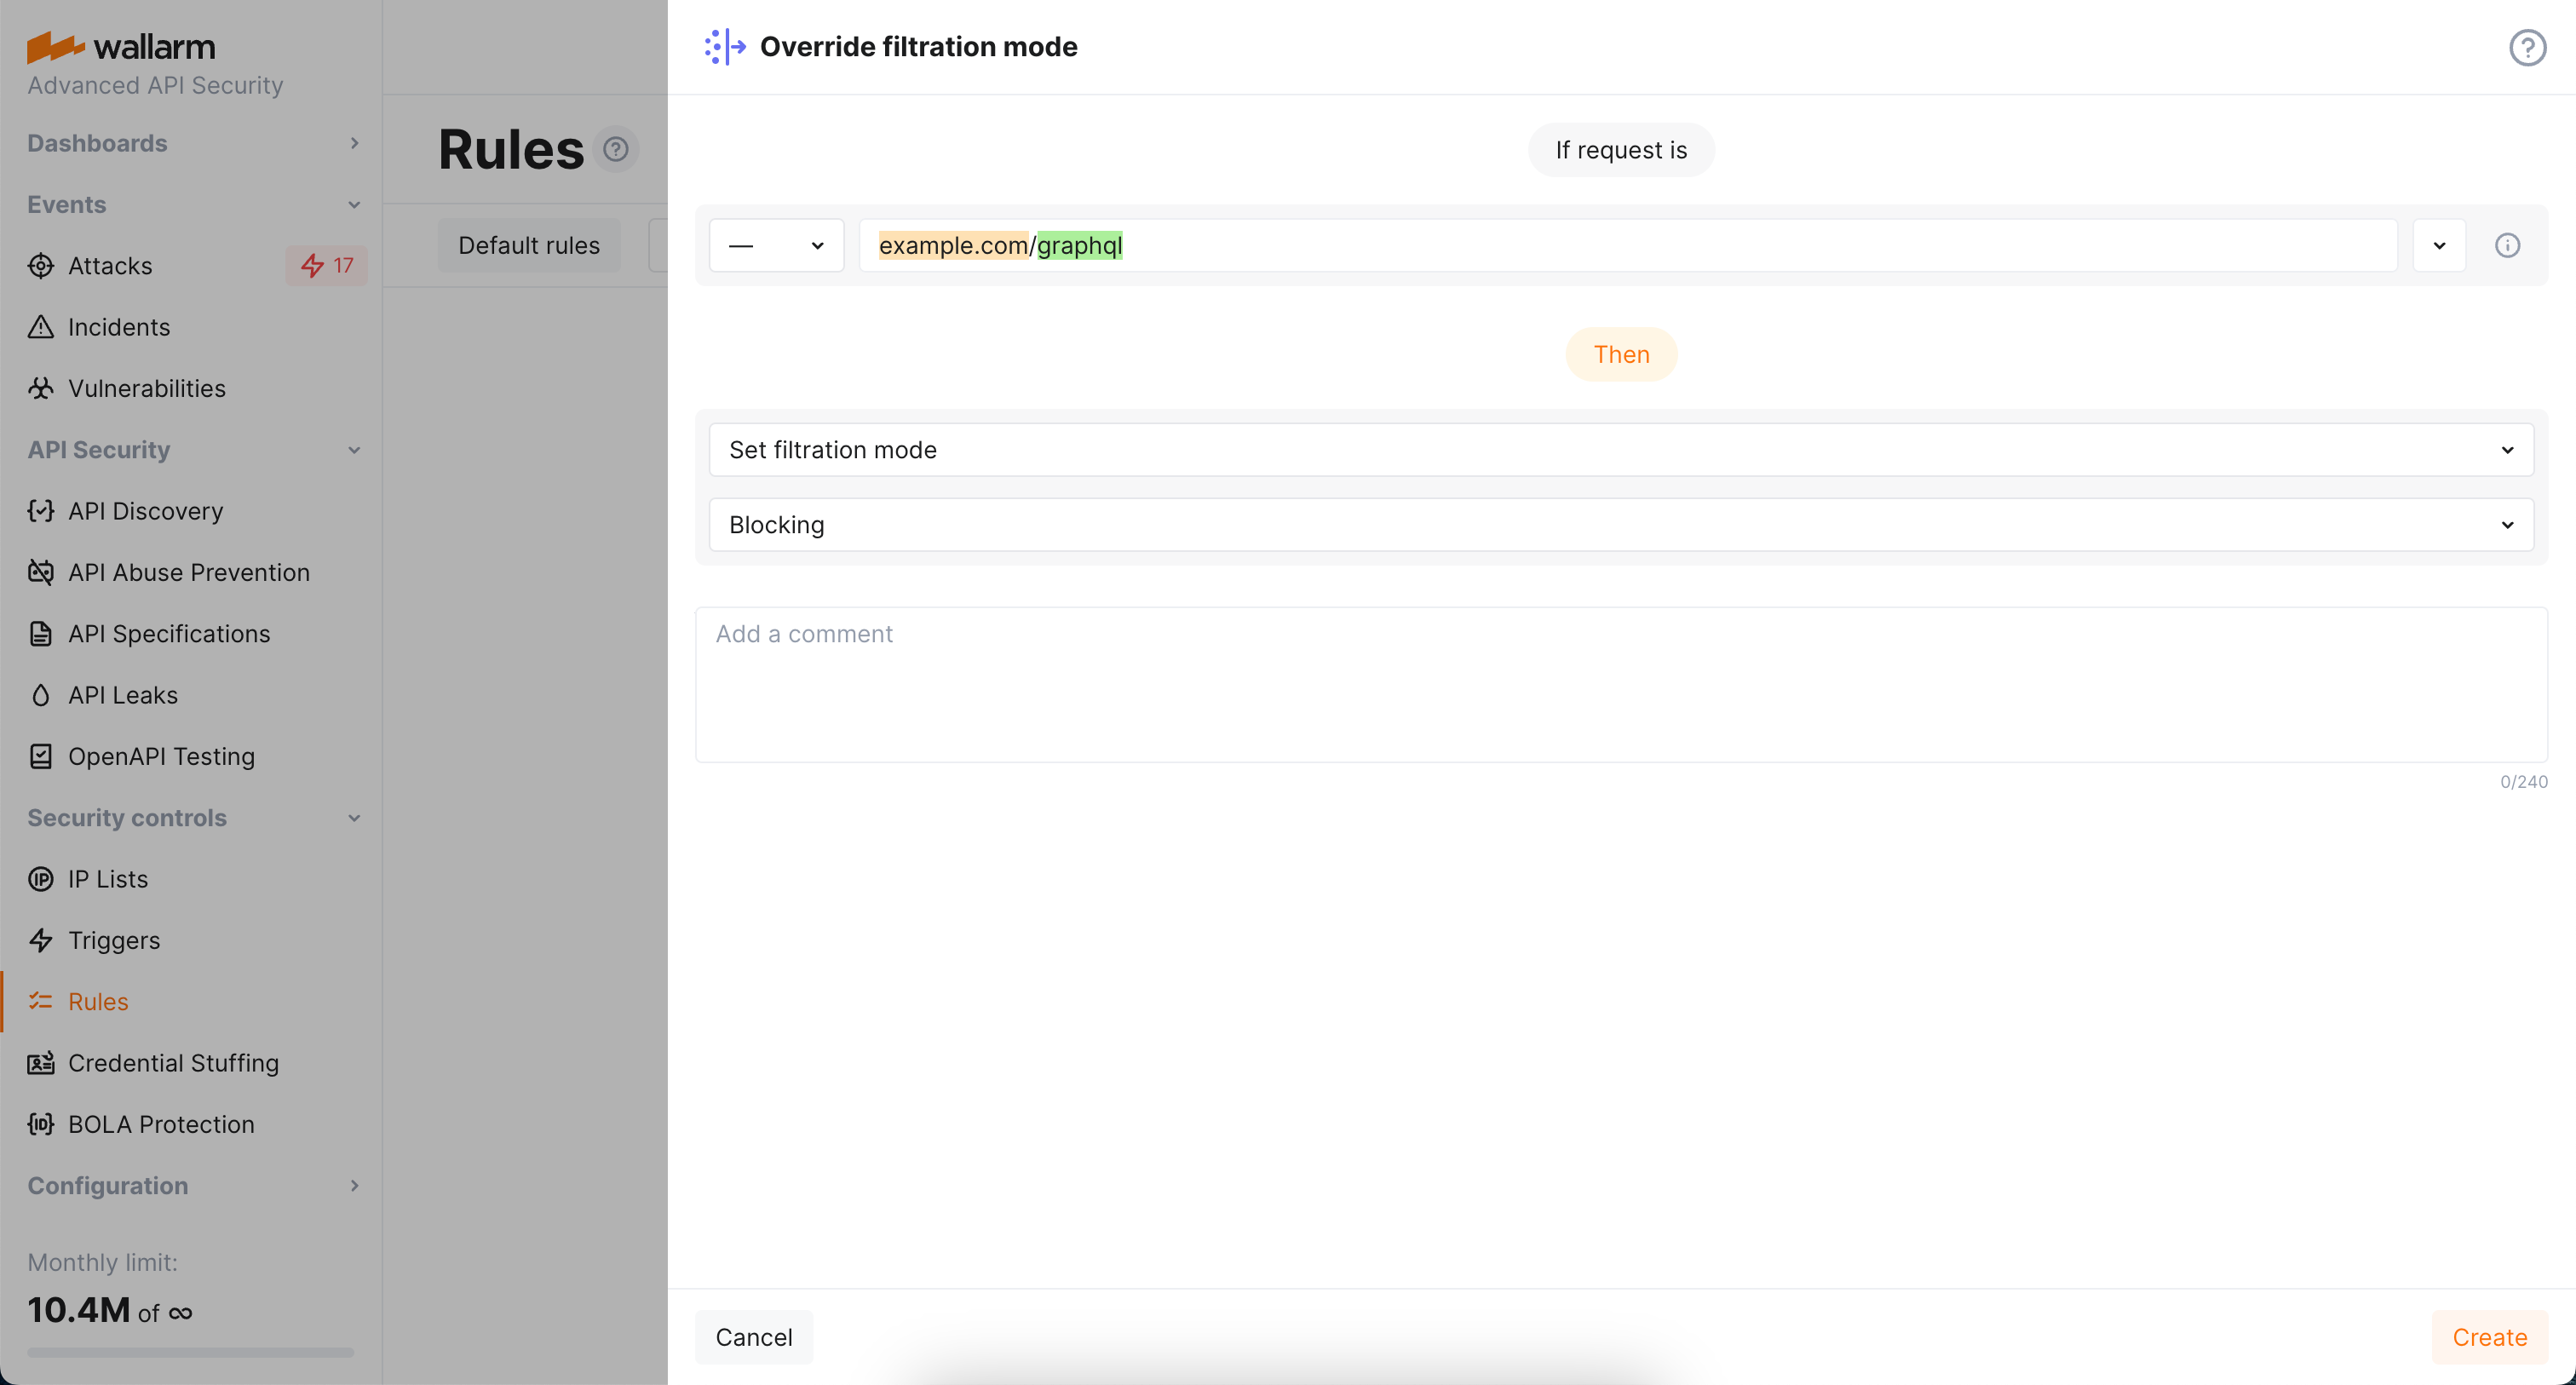 wallarm
Advanced API Security
Dashboards
Events
Attacks 17
Incidents
Vulnerabilities
API Security
API Discovery
API Abuse Prevention
API Specifications
API Leaks
OpenAPI Testing
Security controls
IP Lists
Triggers
Rules
Credential Stuffing
BOLA Protection
Configuration
Monthly limit:
10.4M of ∞
Rules
Default rules
Override filtration mode
If request is
— example.com/graphql
Then
Set filtration mode
Blocking
Add a comment
0/240
Cancel
Create